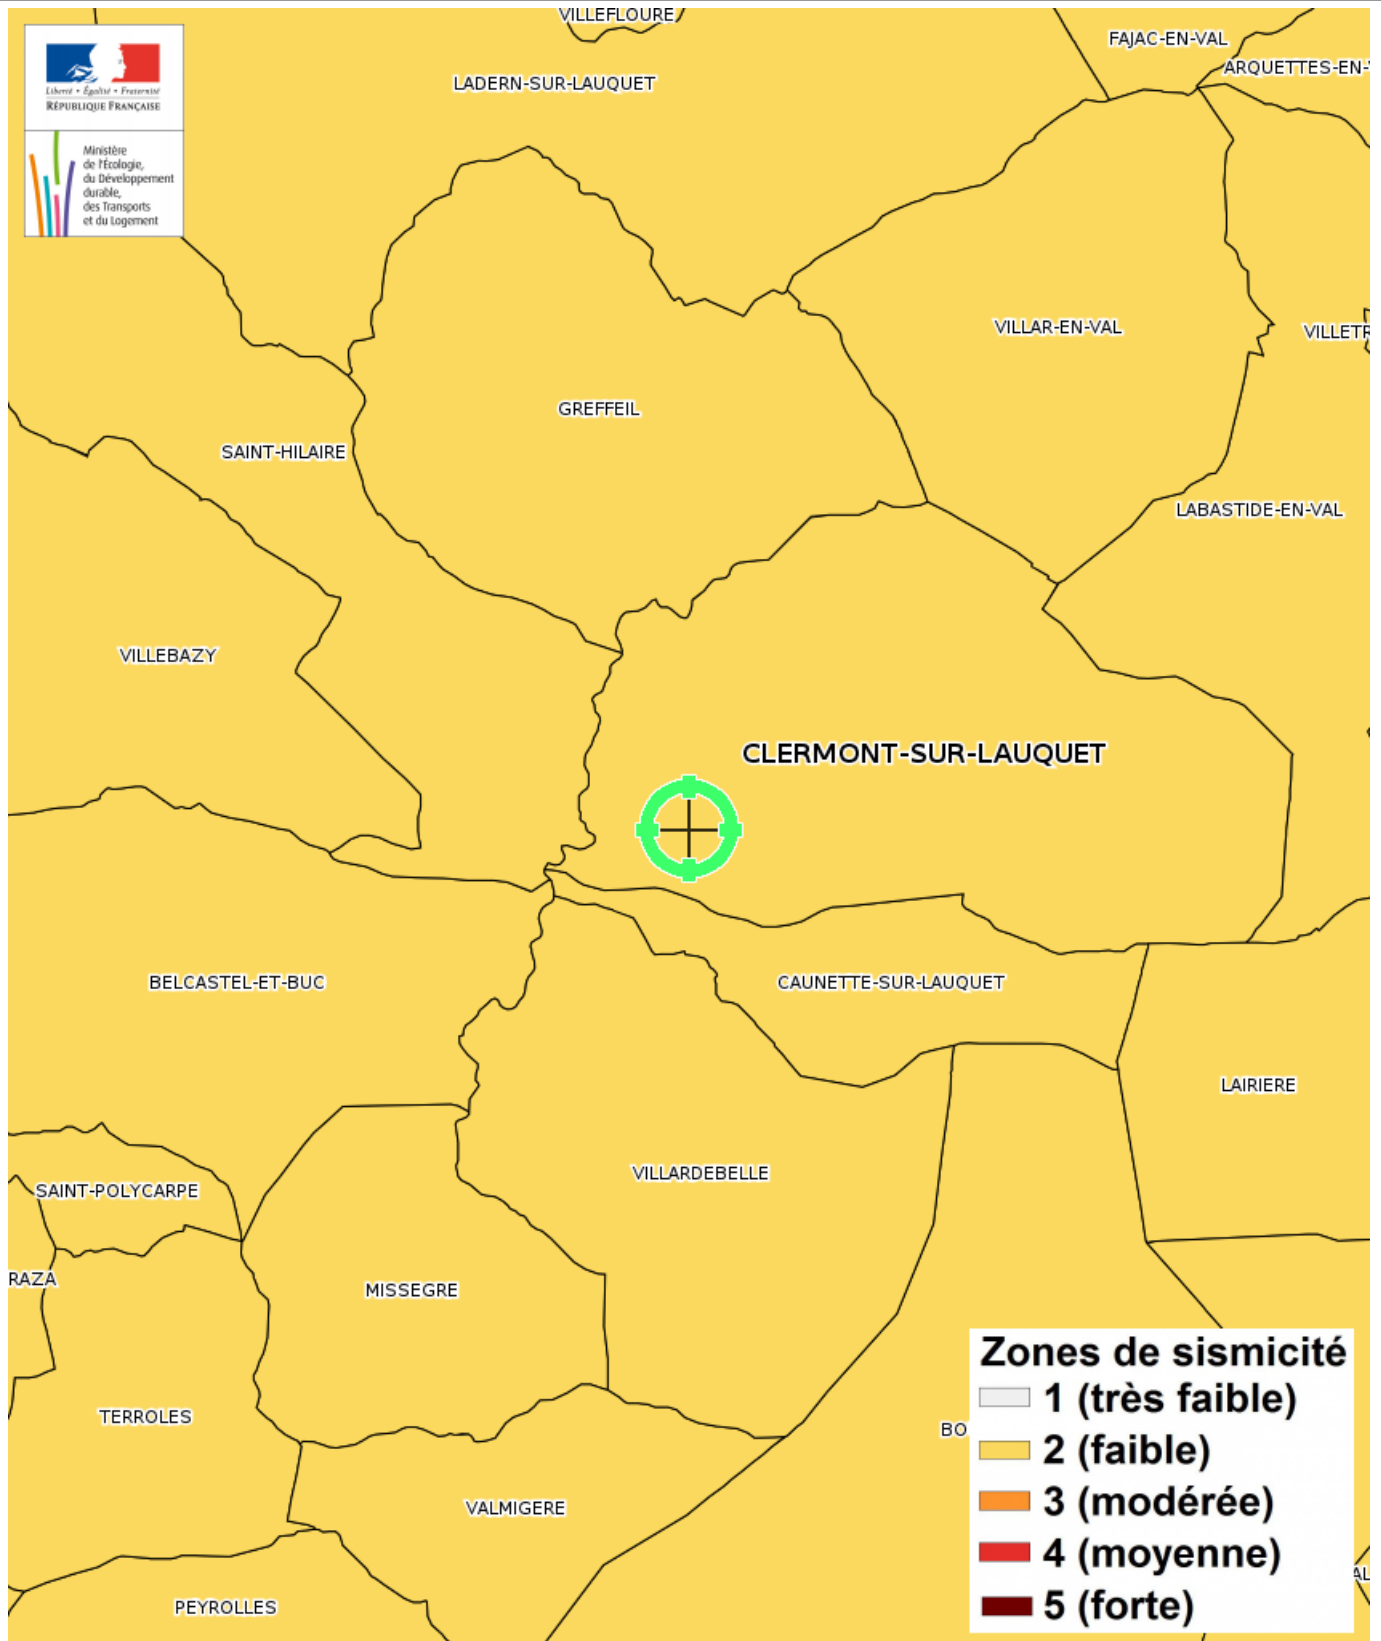 VILLEFLOURE
FAJAC-EN-VAL
ARQUETTES-EN-
LADERN-SUR-LAUQUET
Liberté • Égalité • Fraternité
RÉPUBLIQUE FRANÇAISE
Ministère
de l'Écologie,
du Développement
durable,
des Transports
et du Logement
VILLAR-EN-VAL
VILLETR
GREFFEIL
SAINT-HILAIRE
LABASTIDE-EN-VAL
VILLEBAZY
CLERMONT-SUR-LAUQUET
BELCASTEL-ET-BUC
CAUNETTE-SUR-LAUQUET
LAIRIERE
VILLARDEBELLE
SAINT-POLYCARPE
RAZA
MISSEGRE
TERROLES
BO
VALMIGERE
PEYROLLES
AL
Zones de sismicité
1 (très faible)
2 (faible)
3 (modérée)
4 (moyenne)
5 (forte)